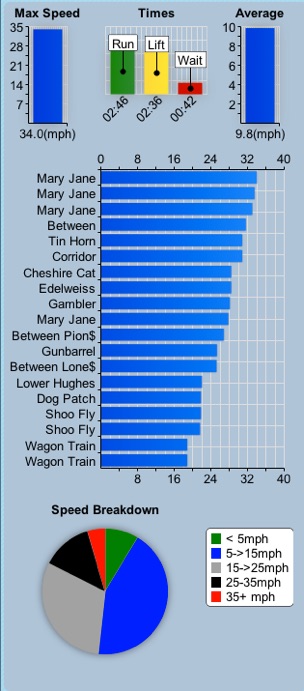 Max Speed Times Average
35
28
21
14
7
34.0(mph)
Run
Lift
Wait
02:46
02:36
00:42
10
8
6
4
2
9.8(mph)
0 8 16 24 32 40
Mary Jane
Mary Jane
Mary Jane
Between
Tin Horn
Corridor
Cheshire Cat
Edelweiss
Gambler
Mary Jane
Between Pion$
Gunbarrel
Between Lone$
Lower Hughes
Dog Patch
Shoo Fly
Shoo Fly
Wagon Train
Wagon Train
8 16 24 32 40
Speed Breakdown
< 5mph
5->15mph
15->25mph
25-35mph
35+ mph